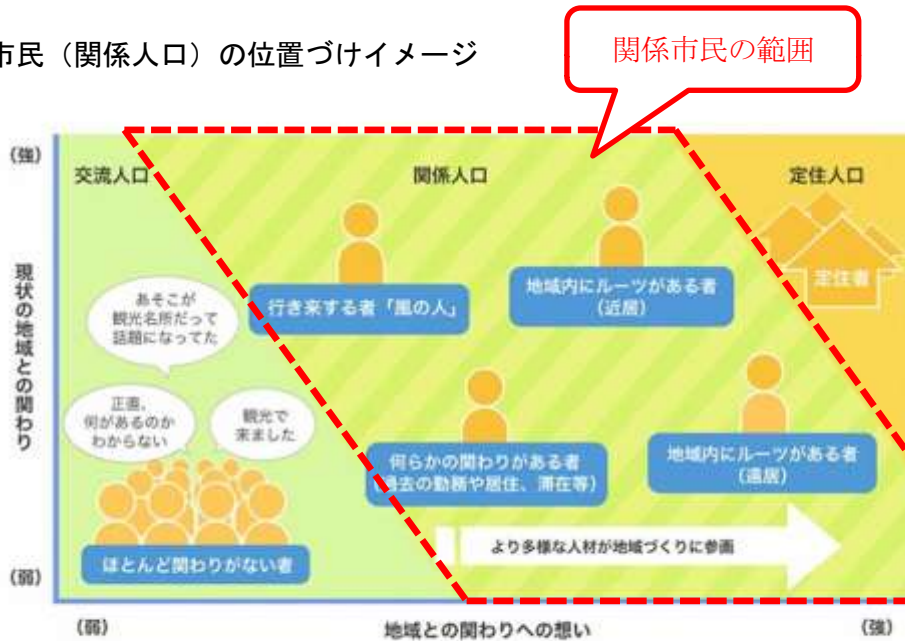 市民（関係人口）の位置づけイメージ
関係市民の範囲
（強）
交流人口
関係人口
定住人口
現状の地域との関わり
行き来する者「風の人」
地域内にルーツがある者
（近居）
定住者
あそこが
観光名所だって
話題になってた
正直、
何があるのか
わからない
観光で
来ました
何らかの関わりがある者
（過去の勤務や居住、滞在等）
地域内にルーツがある者
（遠居）
ほとんど関わりがない者
より多様な人材が地域づくりに参画
（弱）
（弱）
地域との関わりへの想い
（強）